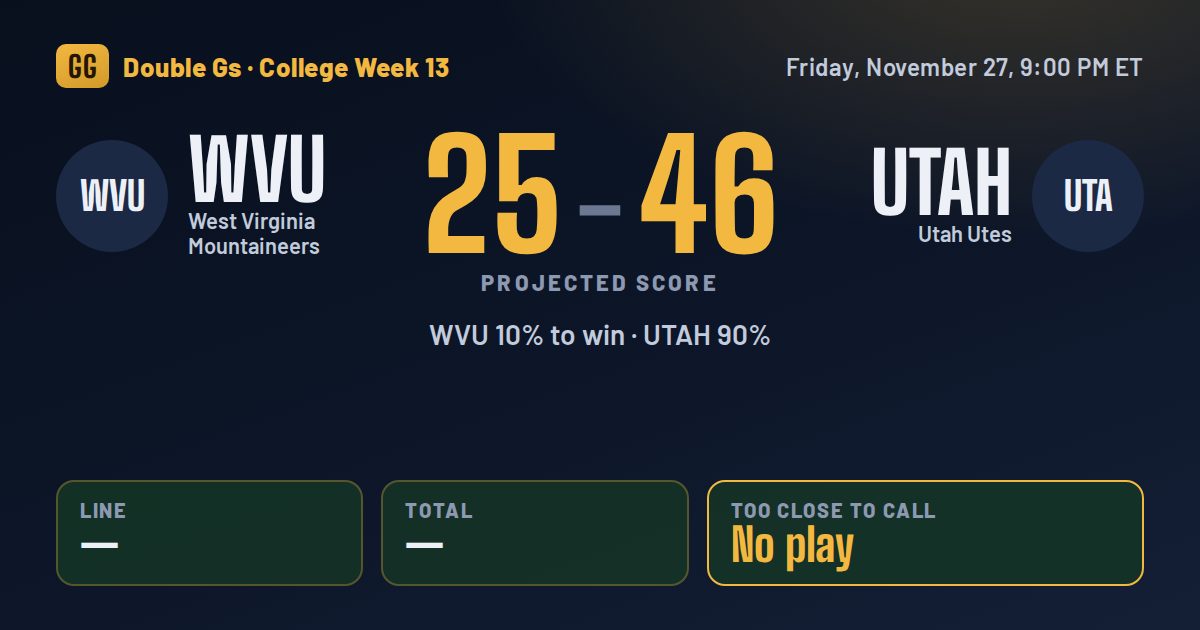 GG
Double Gs · College Week 13
Friday, November 27, 9:00 PM ET
WVU
WVU
West Virginia
Mountaineers
25 – 46
PROJECTED SCORE
WVU 10% to win · UTAH 90%
UTAH
Utah Utes
UTA
LINE
—
TOTAL
—
TOO CLOSE TO CALL
No play